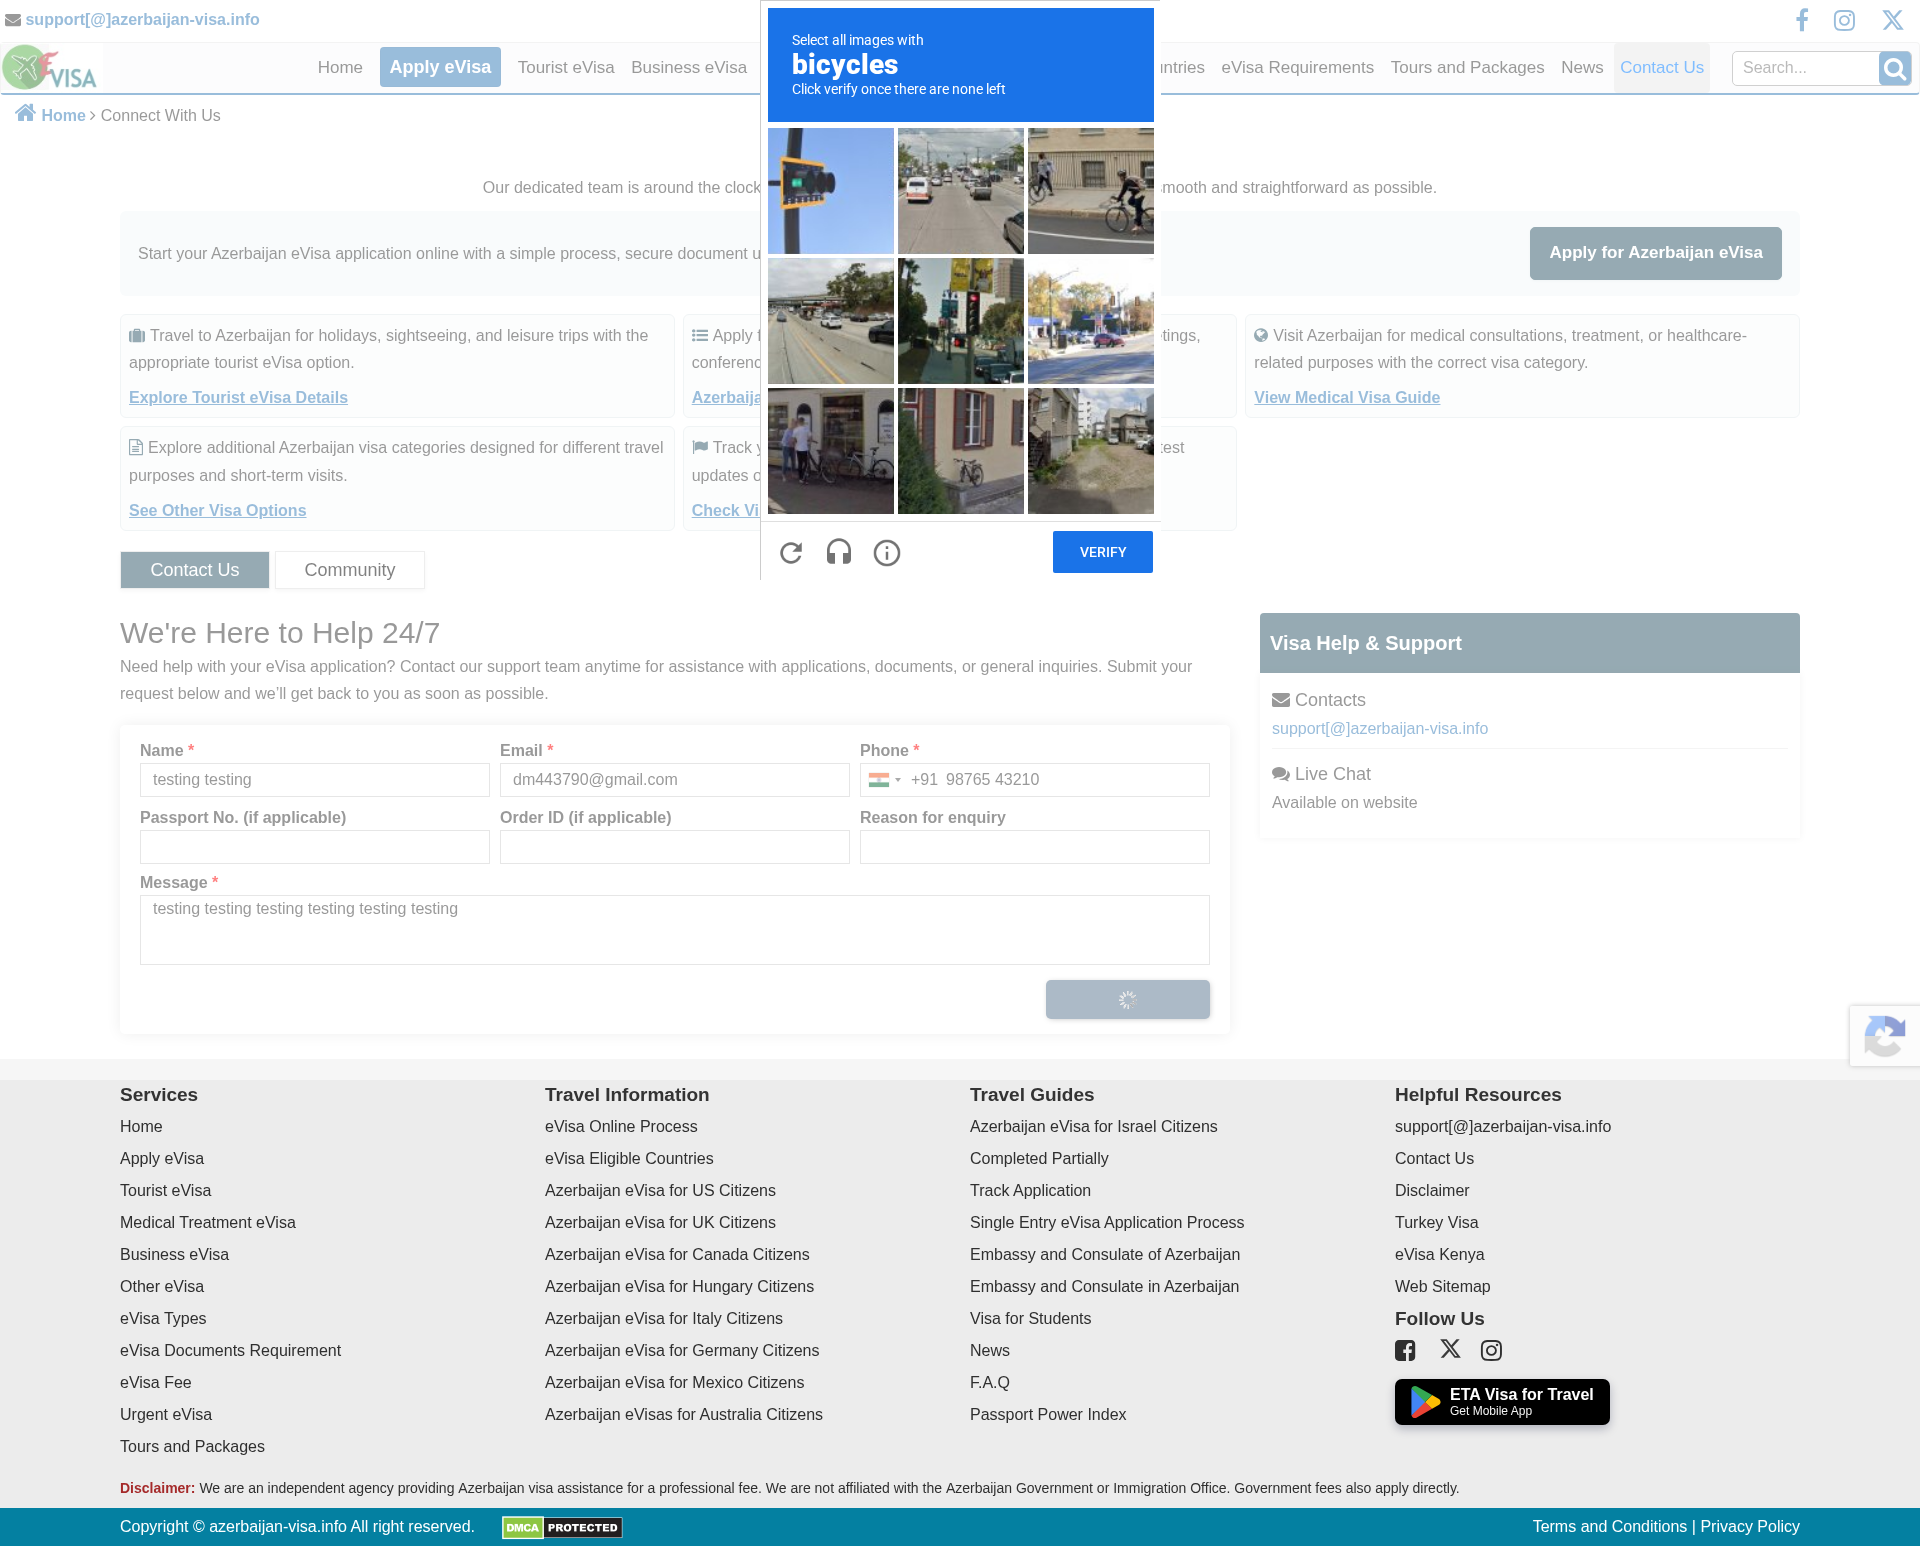 support[@]azerbaijan-visa.info
VISA
Home
Apply eVisa
Tourist eVisa
Business eVisa
untries
eVisa Requirements
Tours and Packages
News
Contact Us
Search...
Home > Connect With Us
Select all images with
bicycles
Click verify once there are none left
VERIFY
Our dedicated team is around the clock
mooth and straightforward as possible.
Start your Azerbaijan eVisa application online with a simple process, secure document u
Apply for Azerbaijan eVisa
Travel to Azerbaijan for holidays, sightseeing, and leisure trips with the
appropriate tourist eVisa option.
Explore Tourist eVisa Details
Apply
tings,
conferenc
Azerbaija
Visit Azerbaijan for medical consultations, treatment, or healthcare-
related purposes with the correct visa category.
View Medical Visa Guide
Explore additional Azerbaijan visa categories designed for different travel
purposes and short-term visits.
See Other Visa Options
Track
test
updates
Check Vi
Contact Us
Community
We're Here to Help 24/7
Need help with your eVisa application? Contact our support team anytime for assistance with applications, documents, or general inquiries. Submit your
request below and we'll get back to you as soon as possible.
Name *
Email *
Phone *
testing testing
dm443790@gmail.com
+91 98765 43210
Passport No. (if applicable)
Order ID (if applicable)
Reason for enquiry
Message *
testing testing testing testing testing testing
Visa Help & Support
Contacts
support[@]azerbaijan-visa.info
Live Chat
Available on website
Services
Home
Apply eVisa
Tourist eVisa
Medical Treatment eVisa
Business eVisa
Other eVisa
eVisa Types
eVisa Documents Requirement
eVisa Fee
Urgent eVisa
Tours and Packages
Travel Information
eVisa Online Process
eVisa Eligible Countries
Azerbaijan eVisa for US Citizens
Azerbaijan eVisa for UK Citizens
Azerbaijan eVisa for Canada Citizens
Azerbaijan eVisa for Hungary Citizens
Azerbaijan eVisa for Italy Citizens
Azerbaijan eVisa for Germany Citizens
Azerbaijan eVisa for Mexico Citizens
Azerbaijan eVisas for Australia Citizens
Travel Guides
Azerbaijan eVisa for Israel Citizens
Completed Partially
Track Application
Single Entry eVisa Application Process
Embassy and Consulate of Azerbaijan
Embassy and Consulate in Azerbaijan
Visa for Students
News
F.A.Q
Passport Power Index
Helpful Resources
support[@]azerbaijan-visa.info
Contact Us
Disclaimer
Turkey Visa
eVisa Kenya
Web Sitemap
Follow Us
ETA Visa for Travel
Get Mobile App
Disclaimer: We are an independent agency providing Azerbaijan visa assistance for a professional fee. We are not affiliated with the Azerbaijan Government or Immigration Office. Government fees also apply directly.
Copyright © azerbaijan-visa.info All right reserved.
DMCA PROTECTED
Terms and Conditions | Privacy Policy